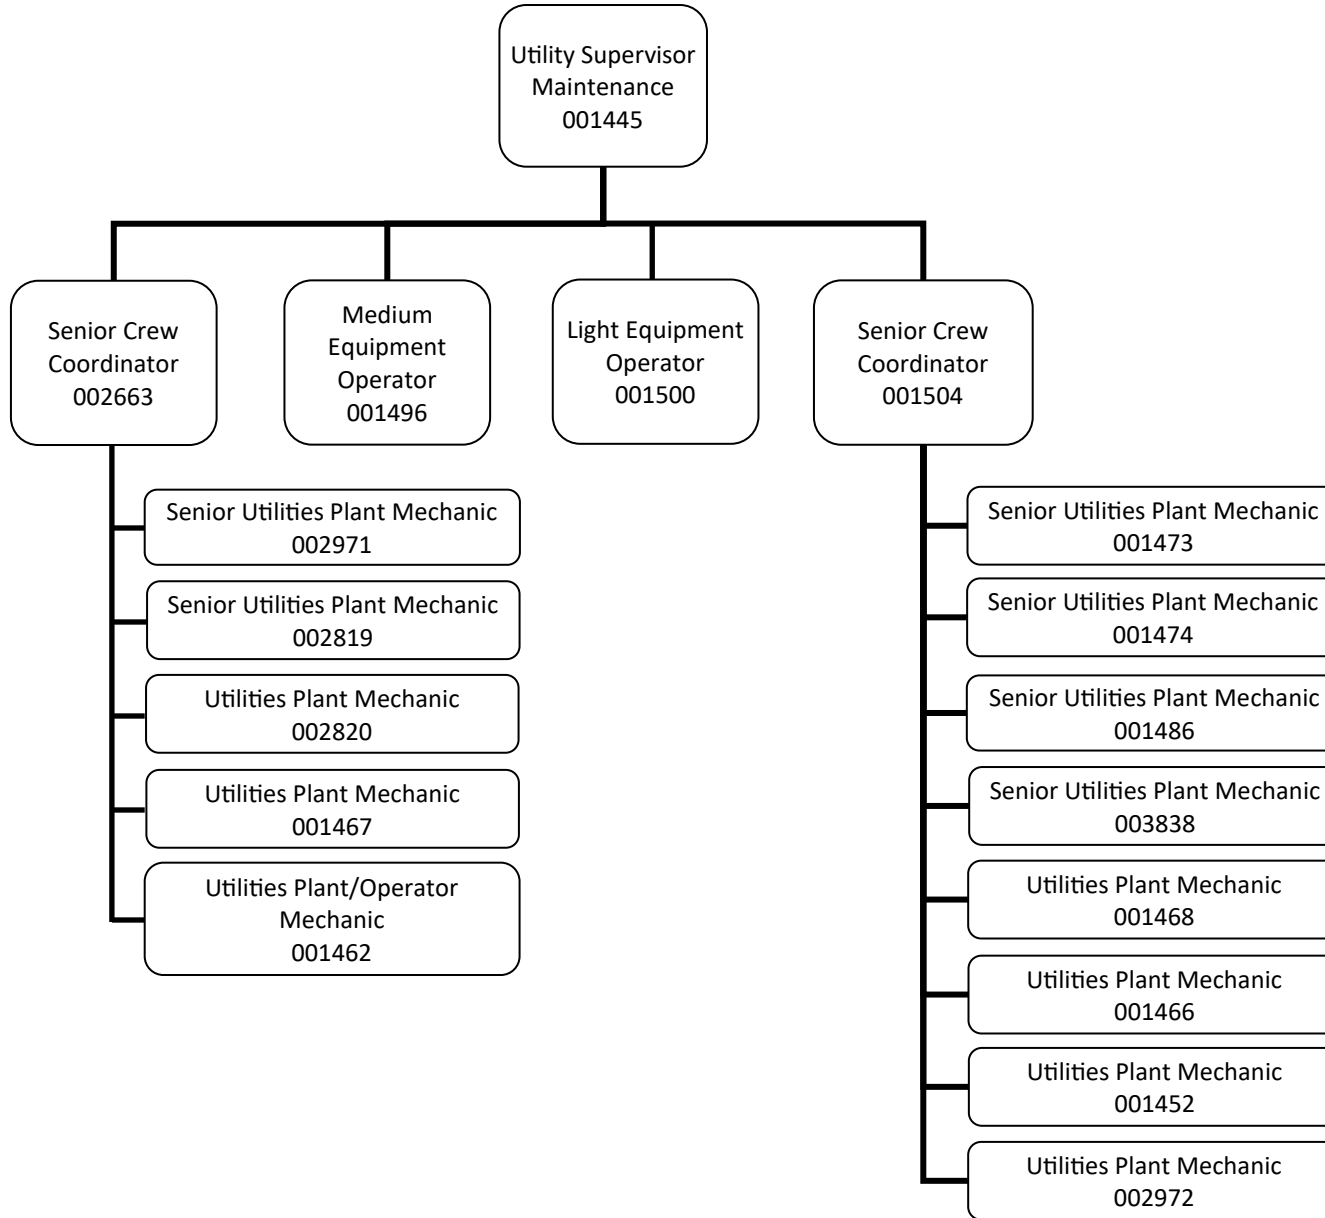 Utility Supervisor
Maintenance
001445
Senior Crew
Coordinator
002663
Medium
Equipment
Operator
001496
Light Equipment
Operator
001500
Senior Crew
Coordinator
001504
Senior Utilities Plant Mechanic
002971
Senior Utilities Plant Mechanic
002819
Utilities Plant Mechanic
002820
Utilities Plant Mechanic
001467
Utilities Plant/Operator
Mechanic
001462
Senior Utilities Plant Mechanic
001473
Senior Utilities Plant Mechanic
001474
Senior Utilities Plant Mechanic
001486
Senior Utilities Plant Mechanic
003838
Utilities Plant Mechanic
001468
Utilities Plant Mechanic
001466
Utilities Plant Mechanic
001452
Utilities Plant Mechanic
002972